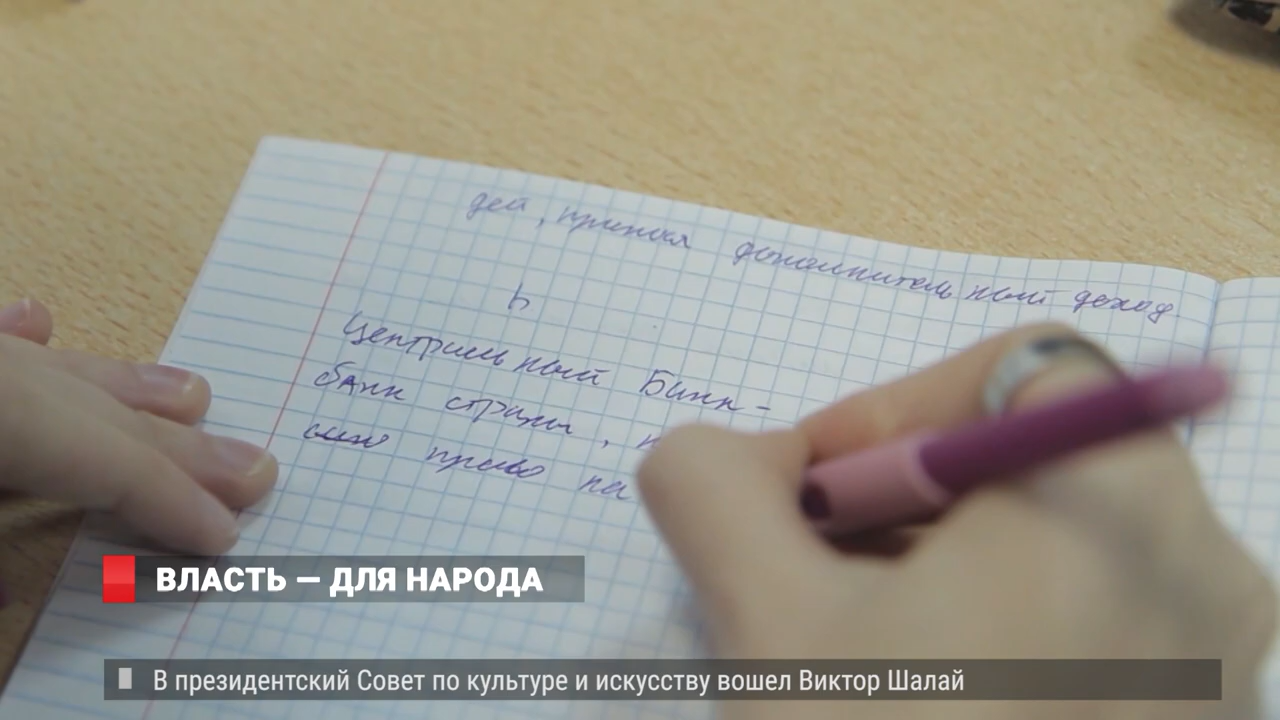 дей, принял дополнительный доход.
Центральный Банк -
банк страны,
право на
ВЛАСТЬ — ДЛЯ НАРОДА
В президентский Совет по культуре и искусству вошел Виктор Шалай